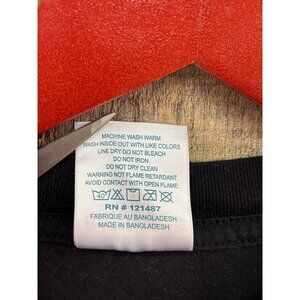 MACHINE WASH WARM
WASH INSIDE OUT WITH LIKE COLORS
LINE DRY DO NOT BLEACH
DO NOT IRON.
DO NOT DRY CLEAN
WARNING NOT FLAME RETARDANT
AVOID CONTACT WITH OPEN FLAME.
40°
RN # 121487
FABRIQUE AU BANGLADESH
MADE IN BANGLADESH